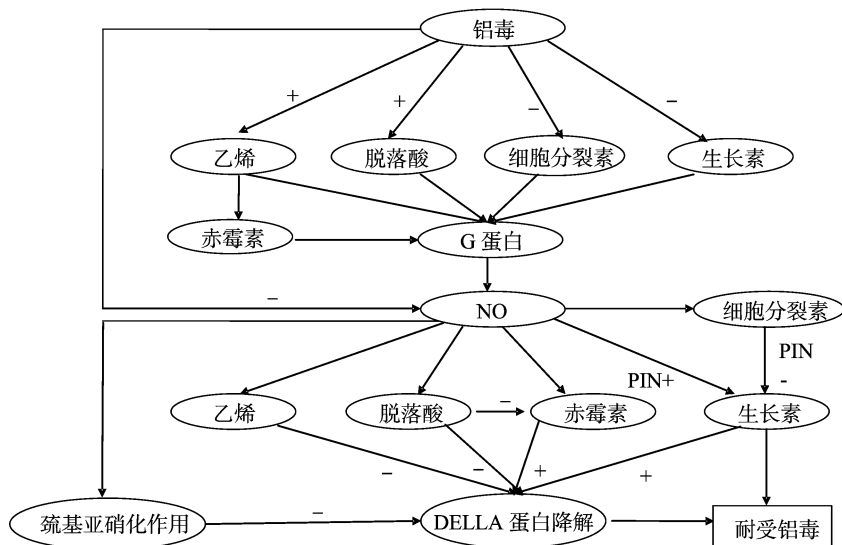 铝毒
+
+
−
−
乙烯
脱落酸
细胞分裂素
生长素
赤霉素
G 蛋白
−
NO
细胞分裂素
PIN
-
PIN+
乙烯
脱落酸
−
赤霉素
生长素
−
−
+
+
巯基亚硝化作用
−
DELLA 蛋白降解
耐受铝毒